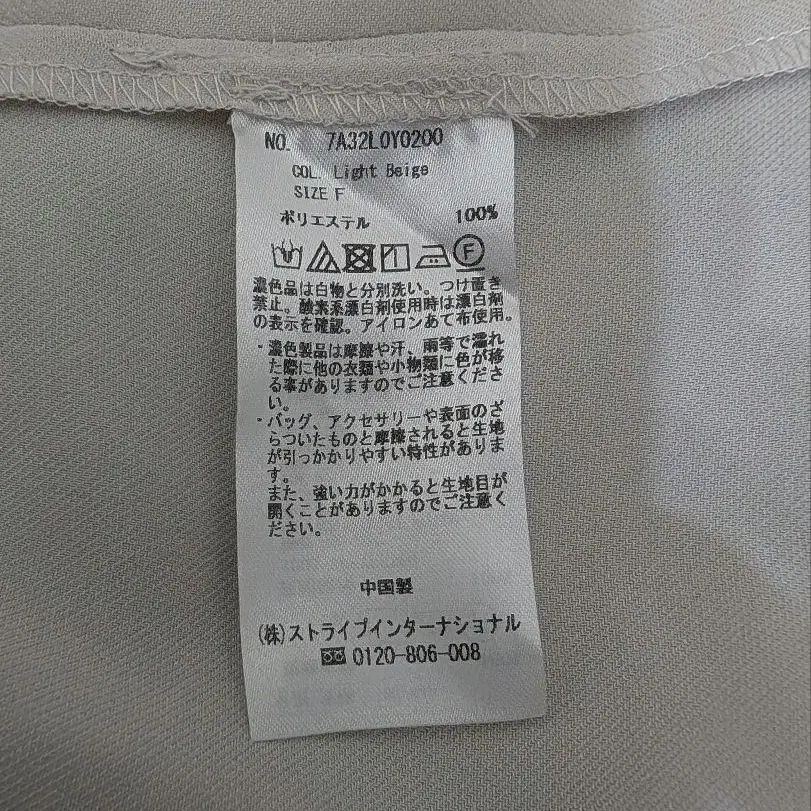 NO. 7A32L0Y0200
COL. Light Beige
SIZE F
ポリエステル 100%
F
濃色品は白物と分別洗い。つけ置き
禁止。酸素系漂白剤使用時は漂白剤
の表示を確認。アイロンあて布使用。
・濃色製品は摩擦や汗、雨等で濡れ
た際に他の衣類や小物類に色が移
る事がありますのでご注意くださ
い。
・バッグ、アクセサリーや表面のざ
らついたものと摩擦されると生地
が引っかかりやすい特性がありま
す。
また、強い力がかかると生地目が
開くことがありますのでご注意く
ださい。
中国製
(株)ストライプインターナショナル
0120-806-008